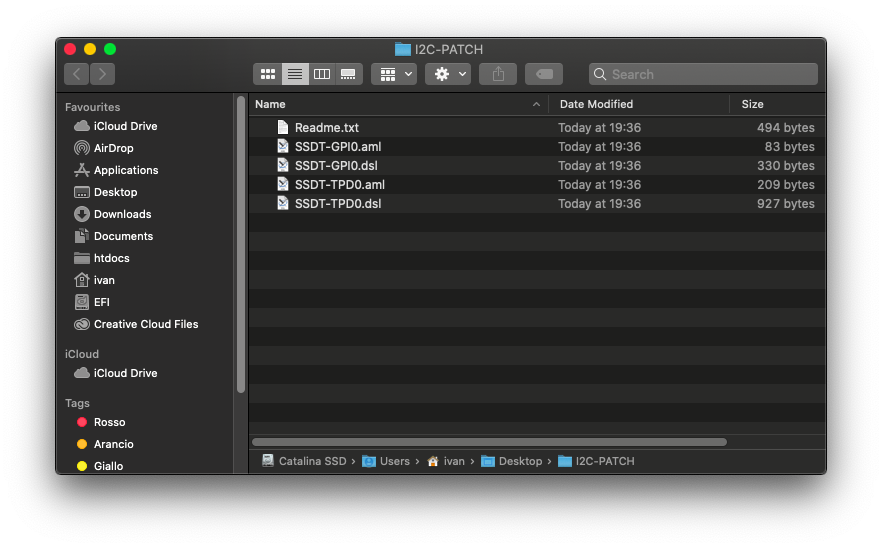 I2C-PATCH
Search
Favourites
iCloud Drive
AirDrop
Applications
Desktop
Downloads
Documents
htdocs
ivan
EFI
Creative Cloud Files
iCloud
iCloud Drive
Tags
Rosso
Arancio
Giallo
Name Date Modified Size
Readme.txt Today at 19:36 494 bytes
SSDT-GPI0.aml Today at 19:36 83 bytes
SSDT-GPI0.dsl Today at 19:36 330 bytes
SSDT-TPD0.aml Today at 19:36 209 bytes
SSDT-TPD0.dsl Today at 19:36 927 bytes
Catalina SSD › Users › ivan › Desktop › I2C-PATCH